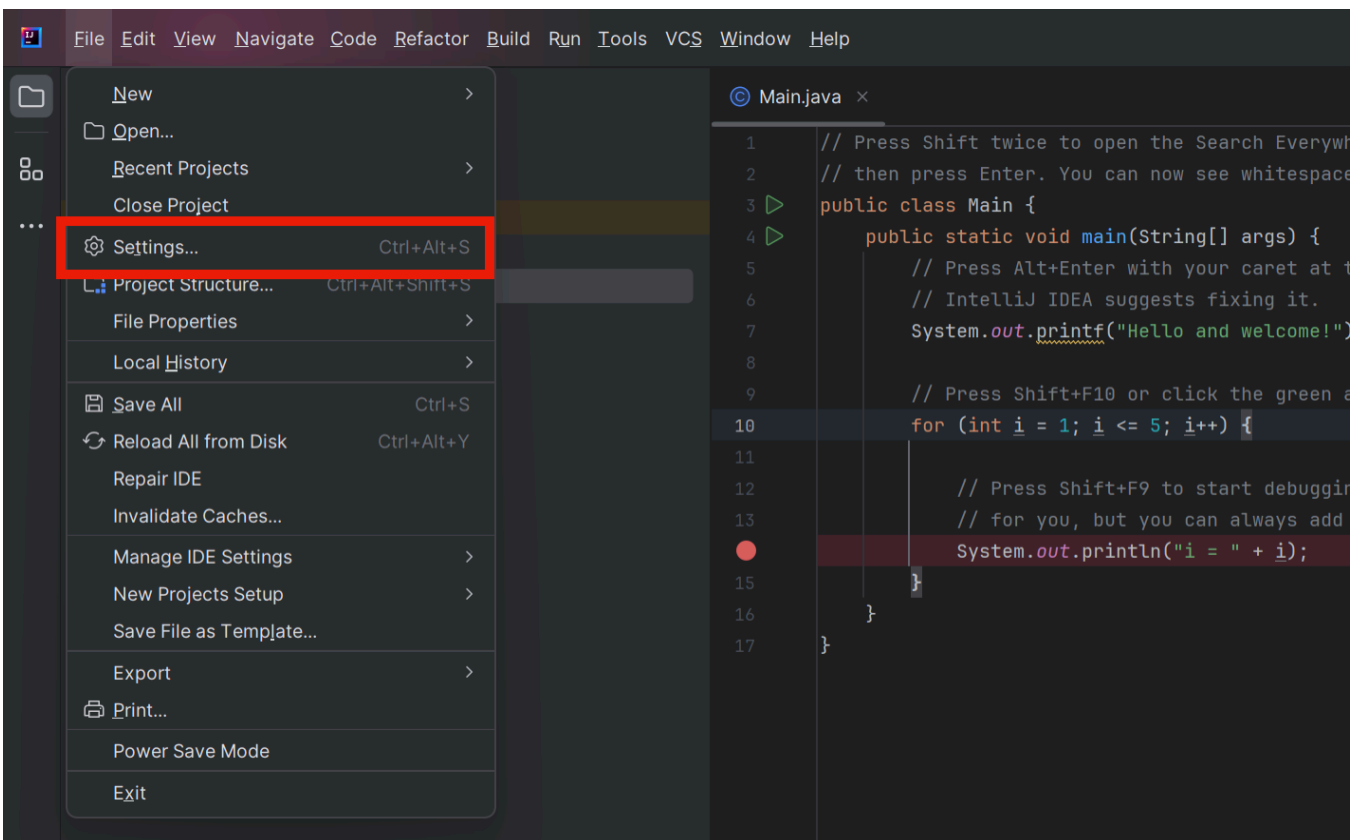 File Edit View Navigate Code Refactor Build Run Tools VCS Window Help
New
Open...
Recent Projects
Close Project
Settings... Ctrl+Alt+S
Project Structure... Ctrl+Alt+Shift+S
File Properties
Local History
Save All Ctrl+S
Reload All from Disk Ctrl+Alt+Y
Repair IDE
Invalidate Caches...
Manage IDE Settings
New Projects Setup
Save File as Template...
Export
Print...
Power Save Mode
Exit
Main.java
1 // Press Shift twice to open the Search
2 // then press Enter. You can now see whitespace
3 public class Main {
4 public static void main(String[] args) {
5 // Press Alt+Enter with your caret at
6 // IntelliJ IDEA suggests fixing it.
7 System.out.printf("Hello and welcome!")
8
9 // Press Shift+F10 or click the green
10 for (int i = 1; i <= 5; i++) {
11
12 // Press Shift+F9 to start
13 // for you, but you can always add
System.out.println("i = " + i);
15 }
16 }
17 }